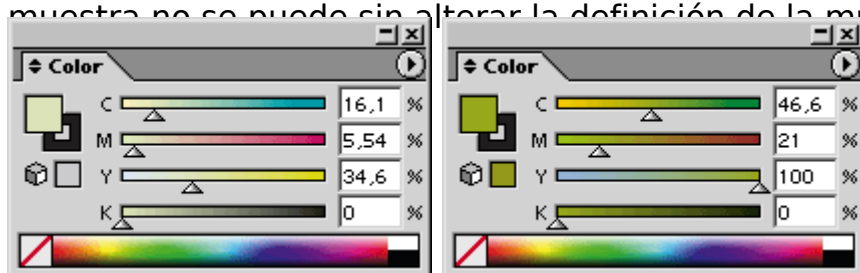 muestra no se puede sin alterar la definición de la
Color
C 16,1 %
M 5,54 %
Y 34,6 %
K 0 %
Color
C 46,6 %
M 21 %
Y 100 %
K 0 %